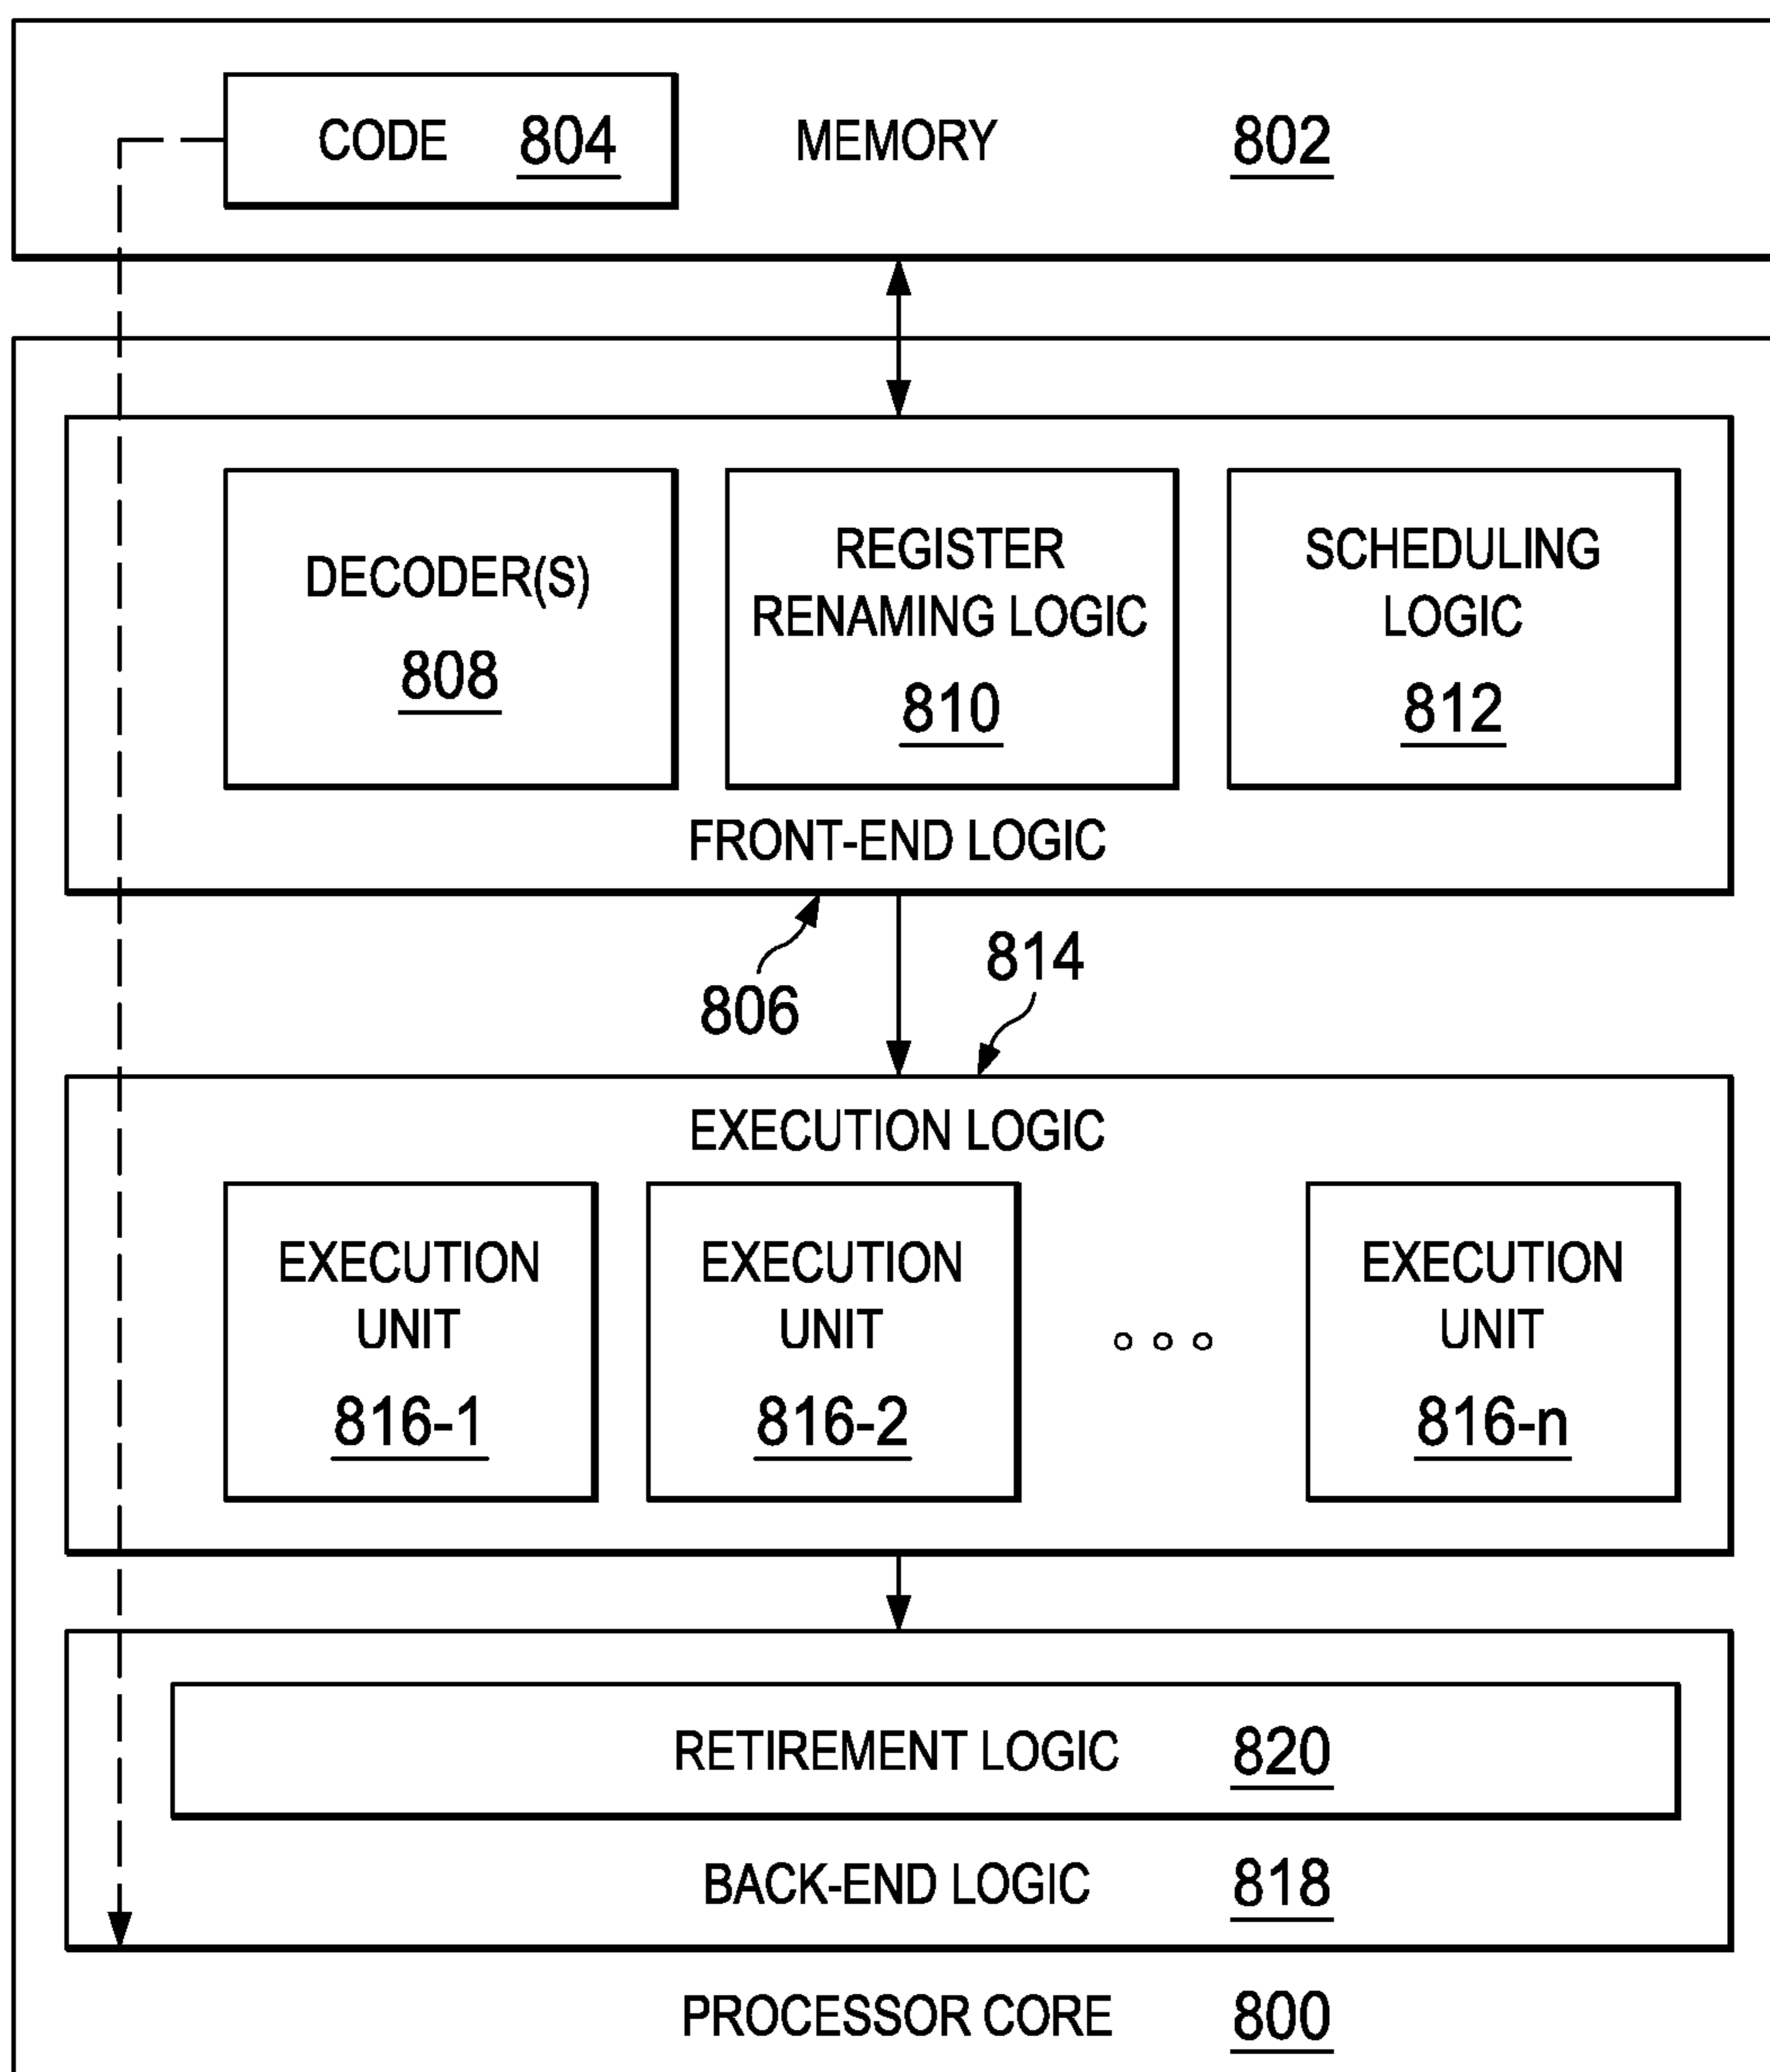 CODE 804 MEMORY 802
DECODER(S)
808
REGISTER
RENAMING LOGIC
810
SCHEDULING
LOGIC
812
FRONT-END LOGIC
806
814
EXECUTION LOGIC
EXECUTION
UNIT
816-1
EXECUTION
UNIT
816-2
EXECUTION
UNIT
816-n
RETIREMENT LOGIC 820
BACK-END LOGIC 818
PROCESSOR CORE 800